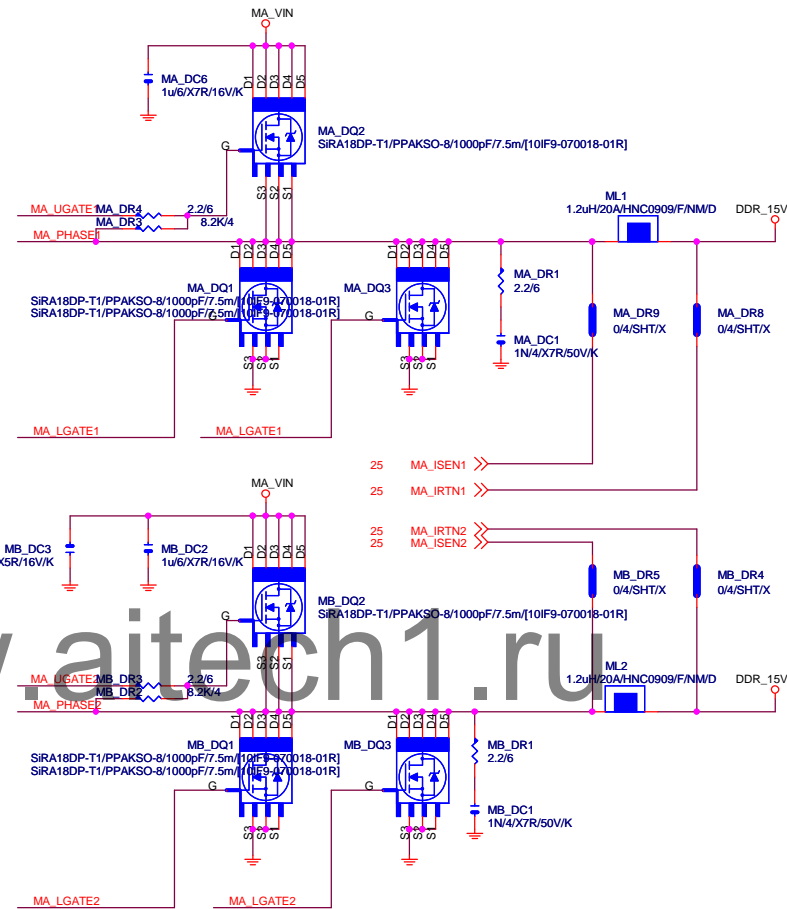 MA_VIN
D1
D2
D3
D4
D5
MA_DC6
1u/6/X7R/16V/K
MA_DQ2
SiRA18DP-T1/PPAKSO-8/1000pF/7.5m/[10IF9-070018-01R]
G
S3
S2
S1
MA_UGATE1
MA_DR4
2.2/6
MA_DR3
8.2K/4
MA_PHASE1
ML1
1.2uH/20A/HNC0909/F/NM/D
DDR_15V
D1
D2
D3
D4
D5
D1
D2
D3
D4
D5
MA_DQ1
SiRA18DP-T1/PPAKSO-8/1000pF/7.5m/[10IF9-070018-01R]
SiRA18DP-T1/PPAKSO-8/1000pF/7.5m/[10IF9-070018-01R]
G
MA_DQ3
G
MA_DR1
2.2/6
MA_DR9
0/4/SHT/X
MA_DR8
0/4/SHT/X
MA_DC1
1N/4/X7R/50V/K
S3
S2
S1
S3
S2
S1
MA_LGATE1
MA_LGATE1
25 MA_ISEN1
25 MA_IRTN1
MA_VIN
25 MA_IRTN2
25 MA_ISEN2
D1
D2
D3
D4
D5
MB_DC3
X5R/16V/K
MB_DC2
1u/6/X7R/16V/K
MB_DR5
0/4/SHT/X
MB_DR4
0/4/SHT/X
MB_DQ2
SiRA18DP-T1/PPAKSO-8/1000pF/7.5m/[10IF9-070018-01R]
G
.aitech1.ru
S3
S2
S1
MA_UGATE2
MB_DR3
2.2/6
MB_DR2
8.2K/4
MA_PHASE2
ML2
1.2uH/20A/HNC0909/F/NM/D
DDR_15V
D1
D2
D3
D4
D5
D1
D2
D3
D4
D5
MB_DQ1
SiRA18DP-T1/PPAKSO-8/1000pF/7.5m/[10IF9-070018-01R]
SiRA18DP-T1/PPAKSO-8/1000pF/7.5m/[10IF9-070018-01R]
G
MB_DQ3
G
MB_DR1
2.2/6
MB_DC1
1N/4/X7R/50V/K
S3
S2
S1
S3
S2
S1
MA_LGATE2
MA_LGATE2